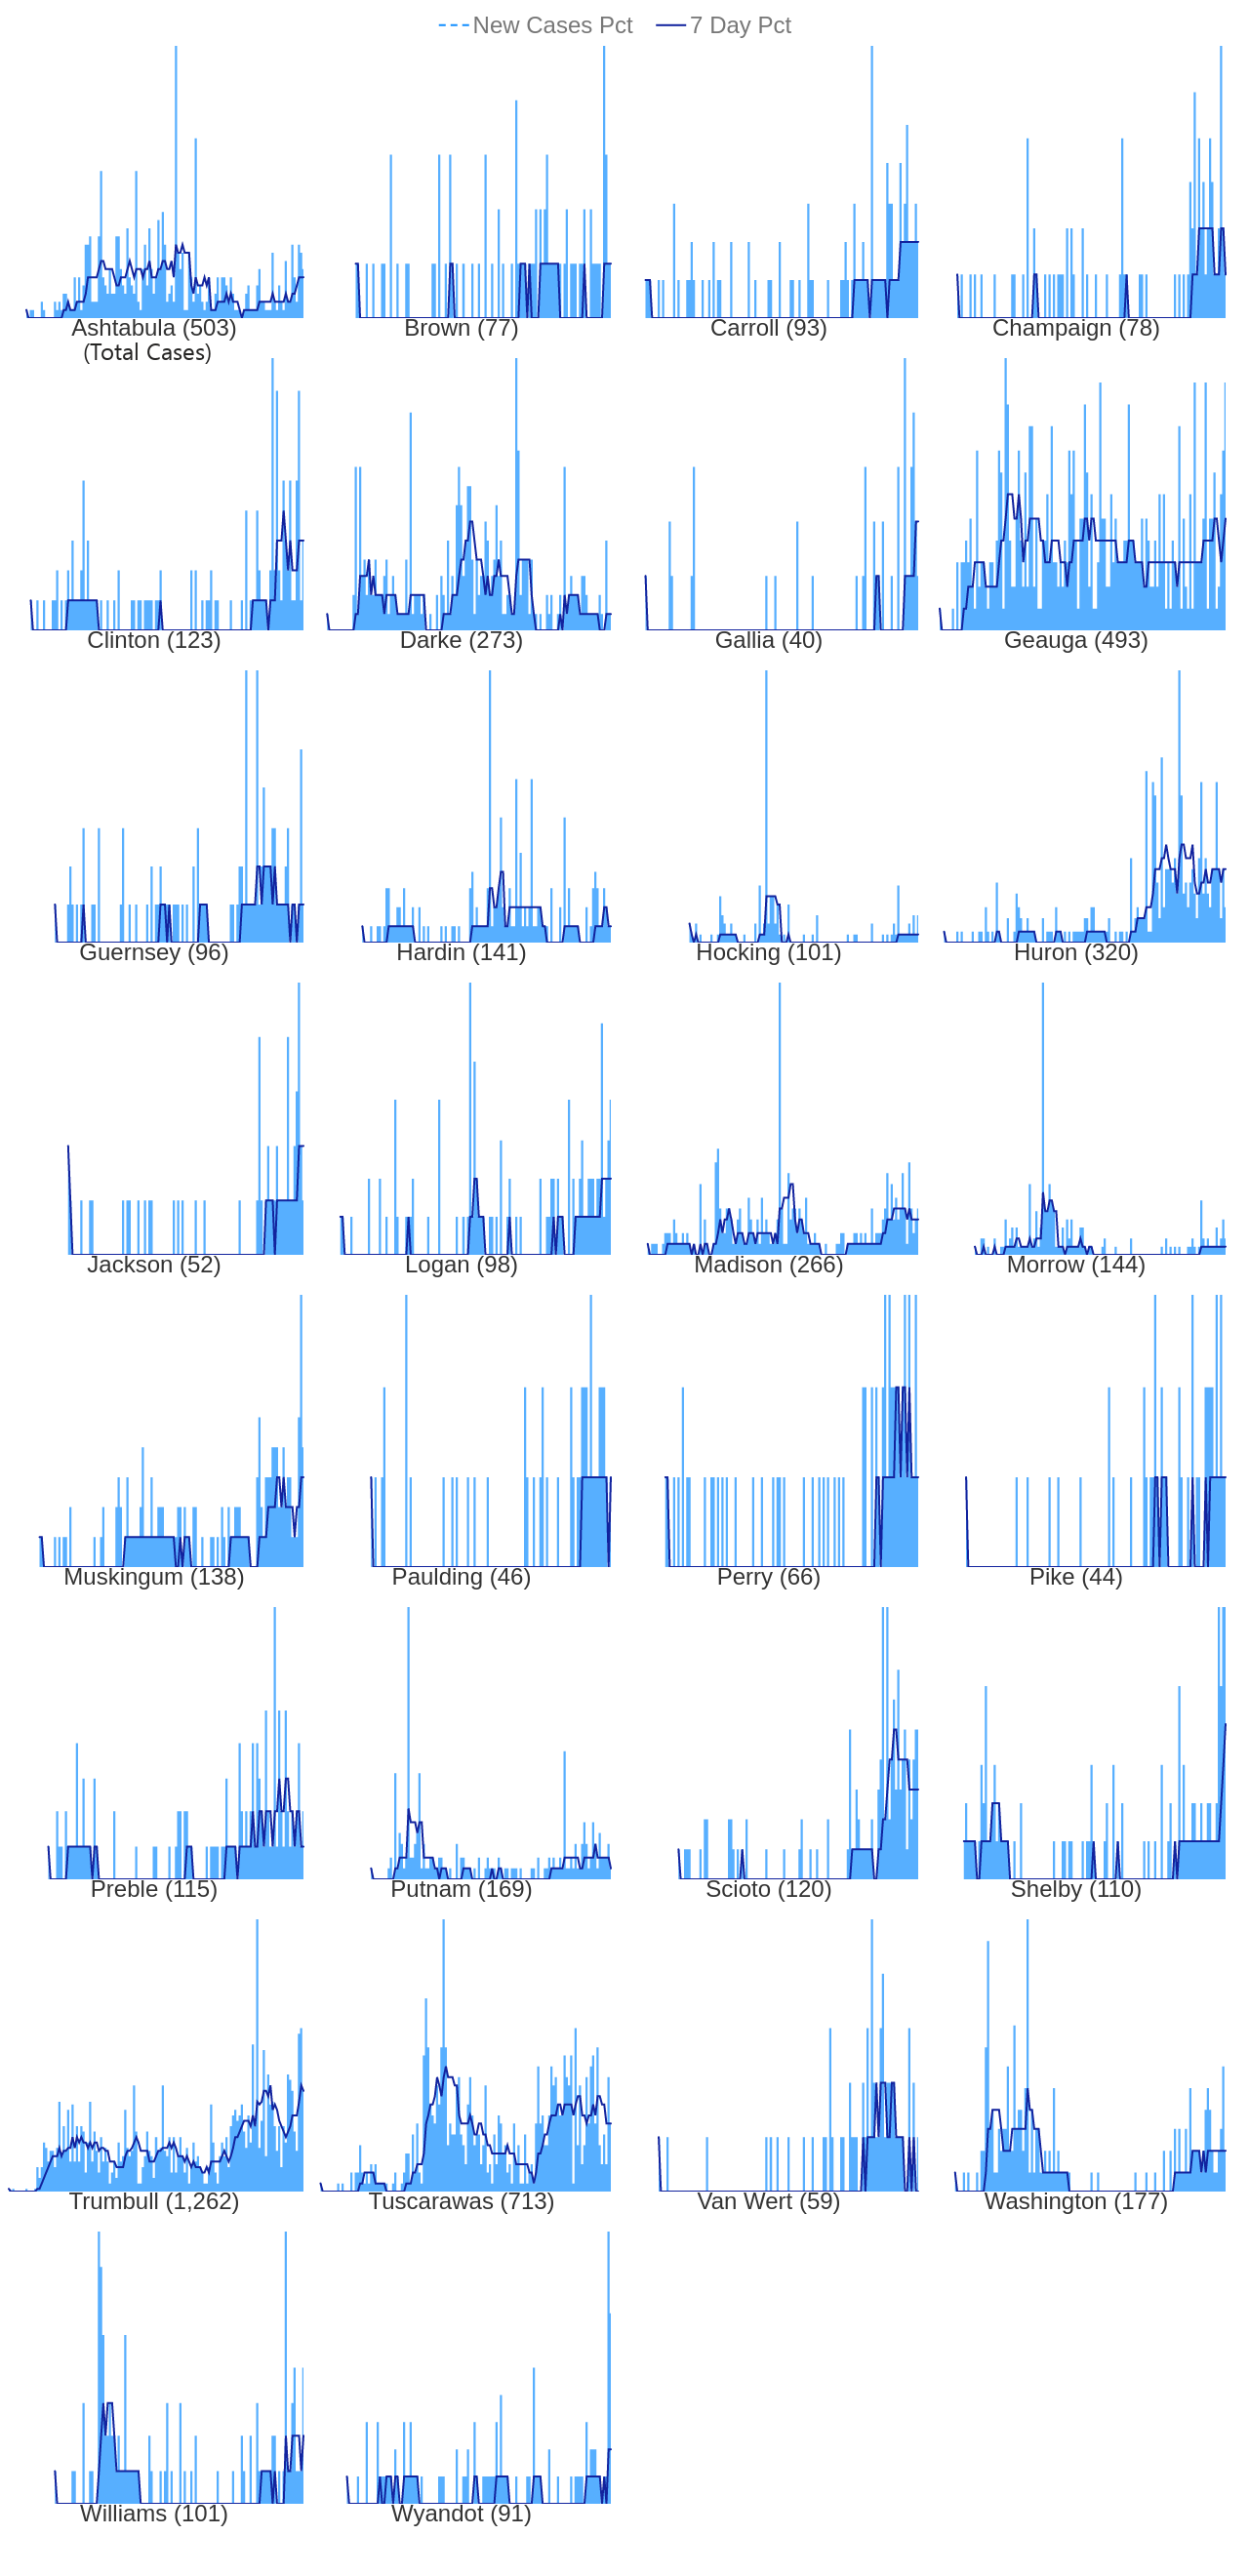 New Cases Pct 7 Day Pct
Ashtabula (503) Brown (77) Carroll (93) Champaign (78)
(Total Cases)
Clinton (123) Darke (273) Gallia (40) Geauga (493)
Guernsey (96) Hardin (141) Hocking (101) Huron (320)
Jackson (52) Logan (98) Madison (266) Morrow (144)
Muskingum (138) Paulding (46) Perry (66) Pike (44)
Preble (115) Putnam (169) Scioto (120) Shelby (110)
Trumbull (1,262) Tuscarawas (713) Van Wert (59) Washington (177)
Williams (101) Wyandot (91)